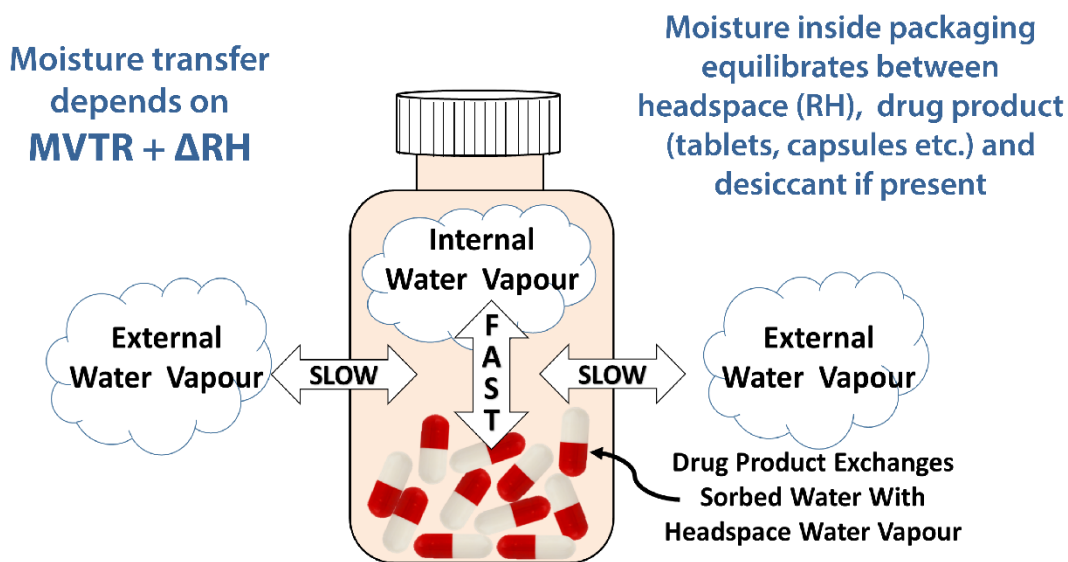 Moisture transfer
depends on
MVTR + ΔRH
Moisture inside packaging
equilibrates between
headspace (RH), drug product
(tablets, capsules etc.) and
desiccant if present
Internal
Water Vapour
External
Water Vapour
SLOW
FAST
SLOW
External
Water Vapour
Drug Product Exchanges
Sorbed Water With
Headspace Water Vapour